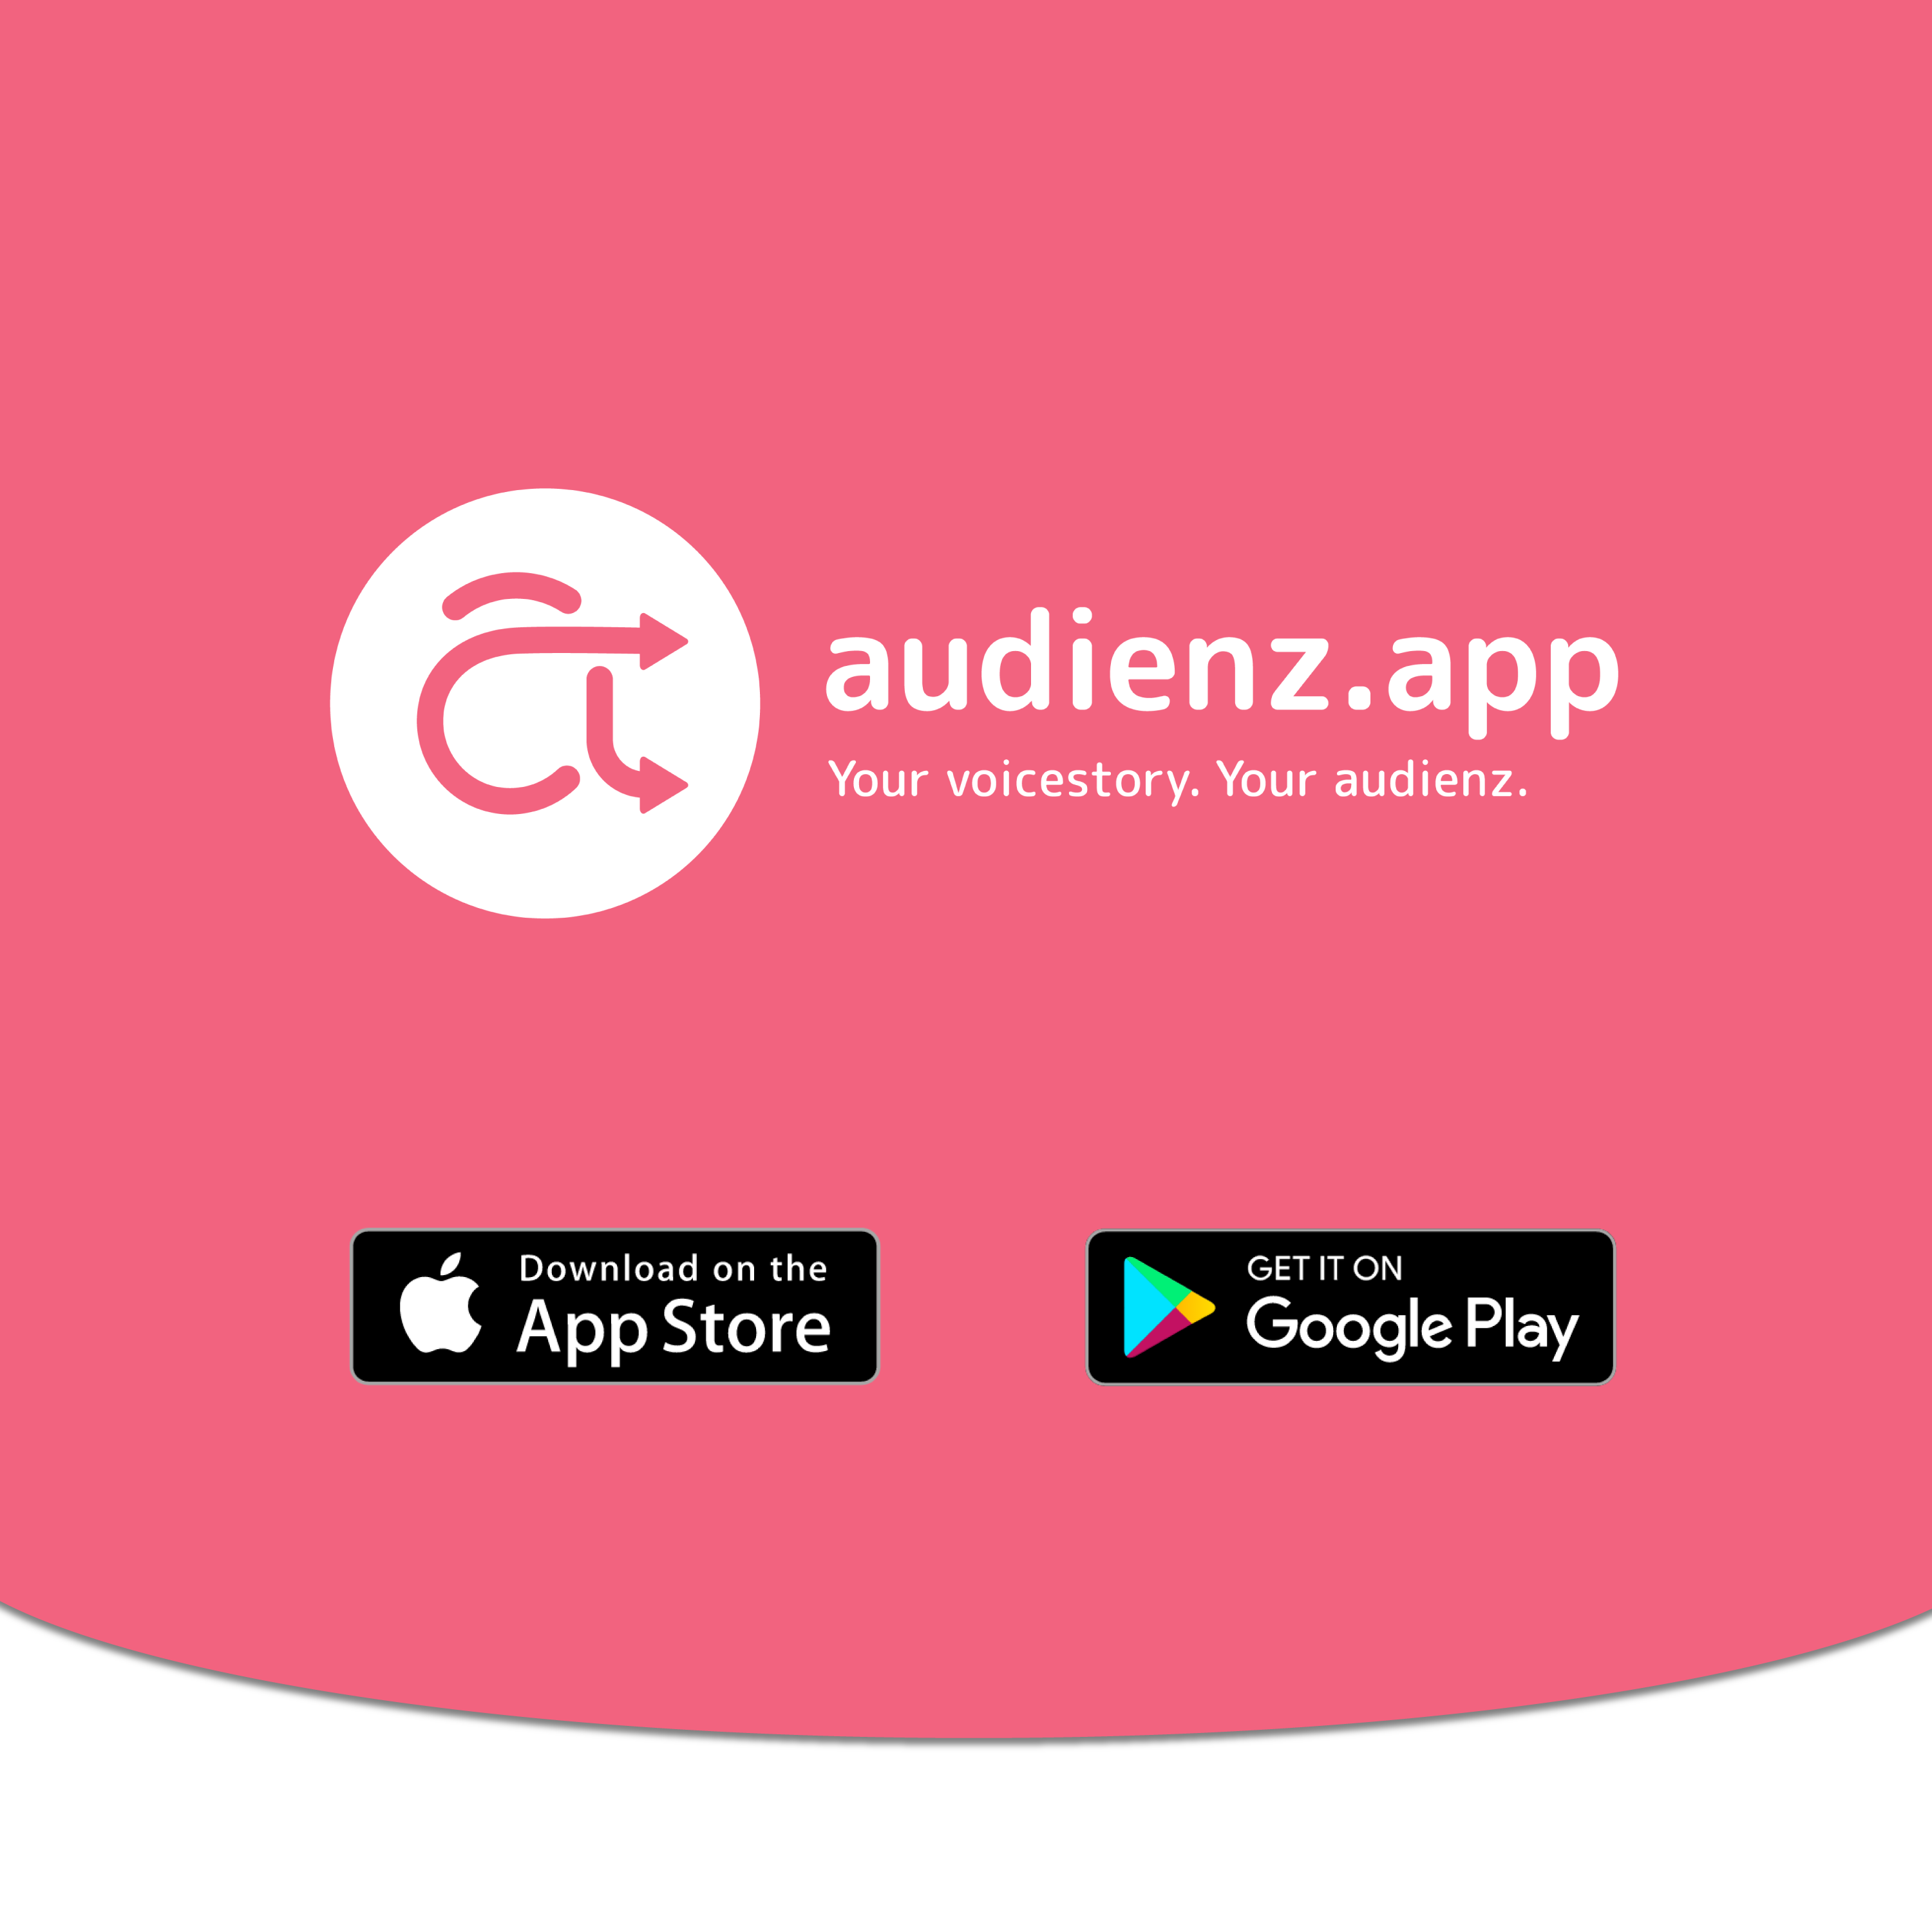 audienz.app
Your voicestory. Your audienz.
Download on the
App Store
GET IT ON
Google Play